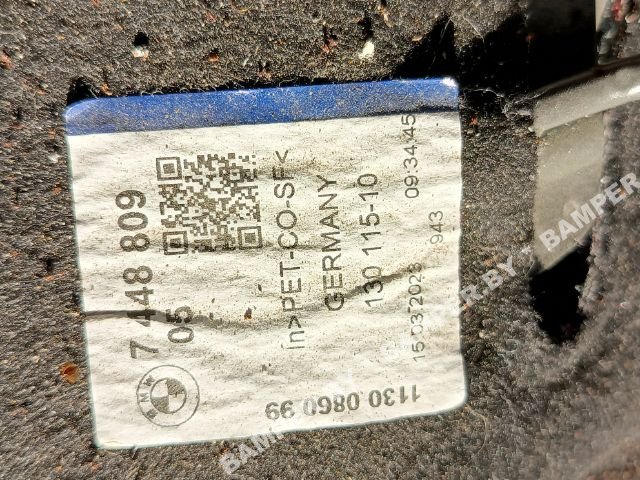 7 448 809
05
BMW
>PET-CO-SF<
GERMANY
130 115-10
15.03.2023 943 09:34:45
1130 0860 99
BAMPER.BY - BAMPER